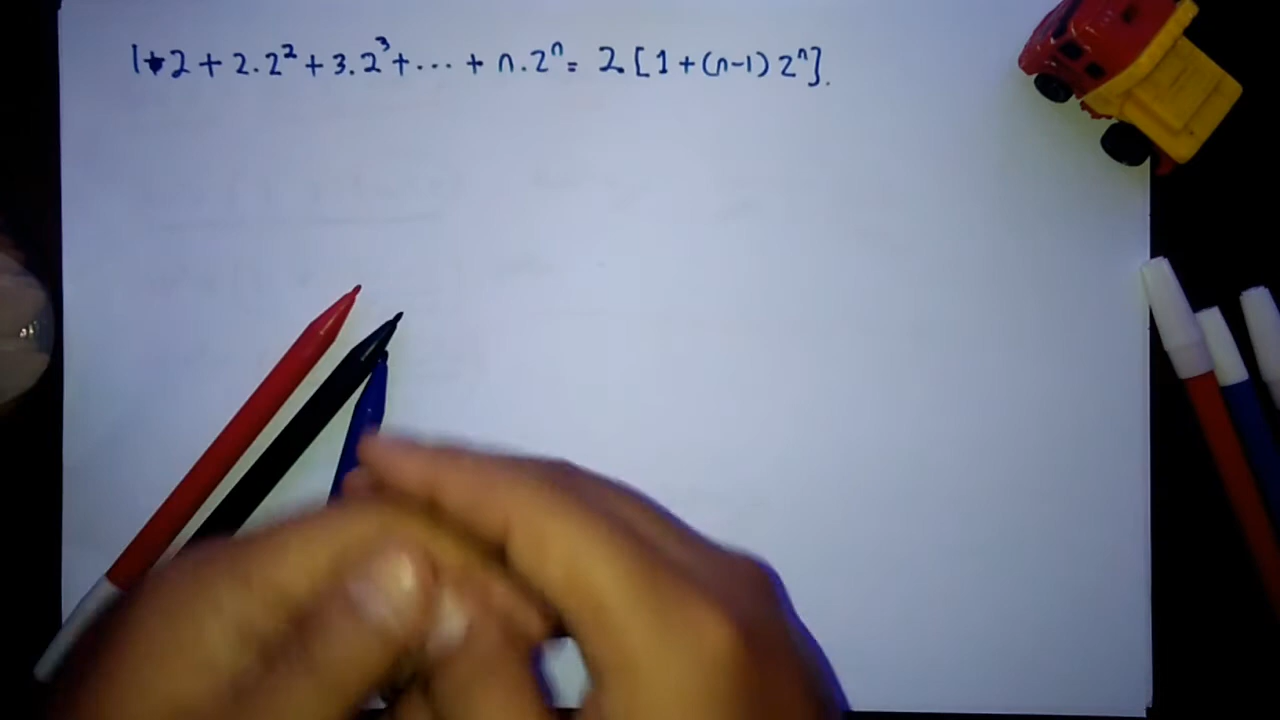 1·2 + 2.2² + 3.2³ + ... + n.2ⁿ = 2[1+(n-1)2ⁿ].